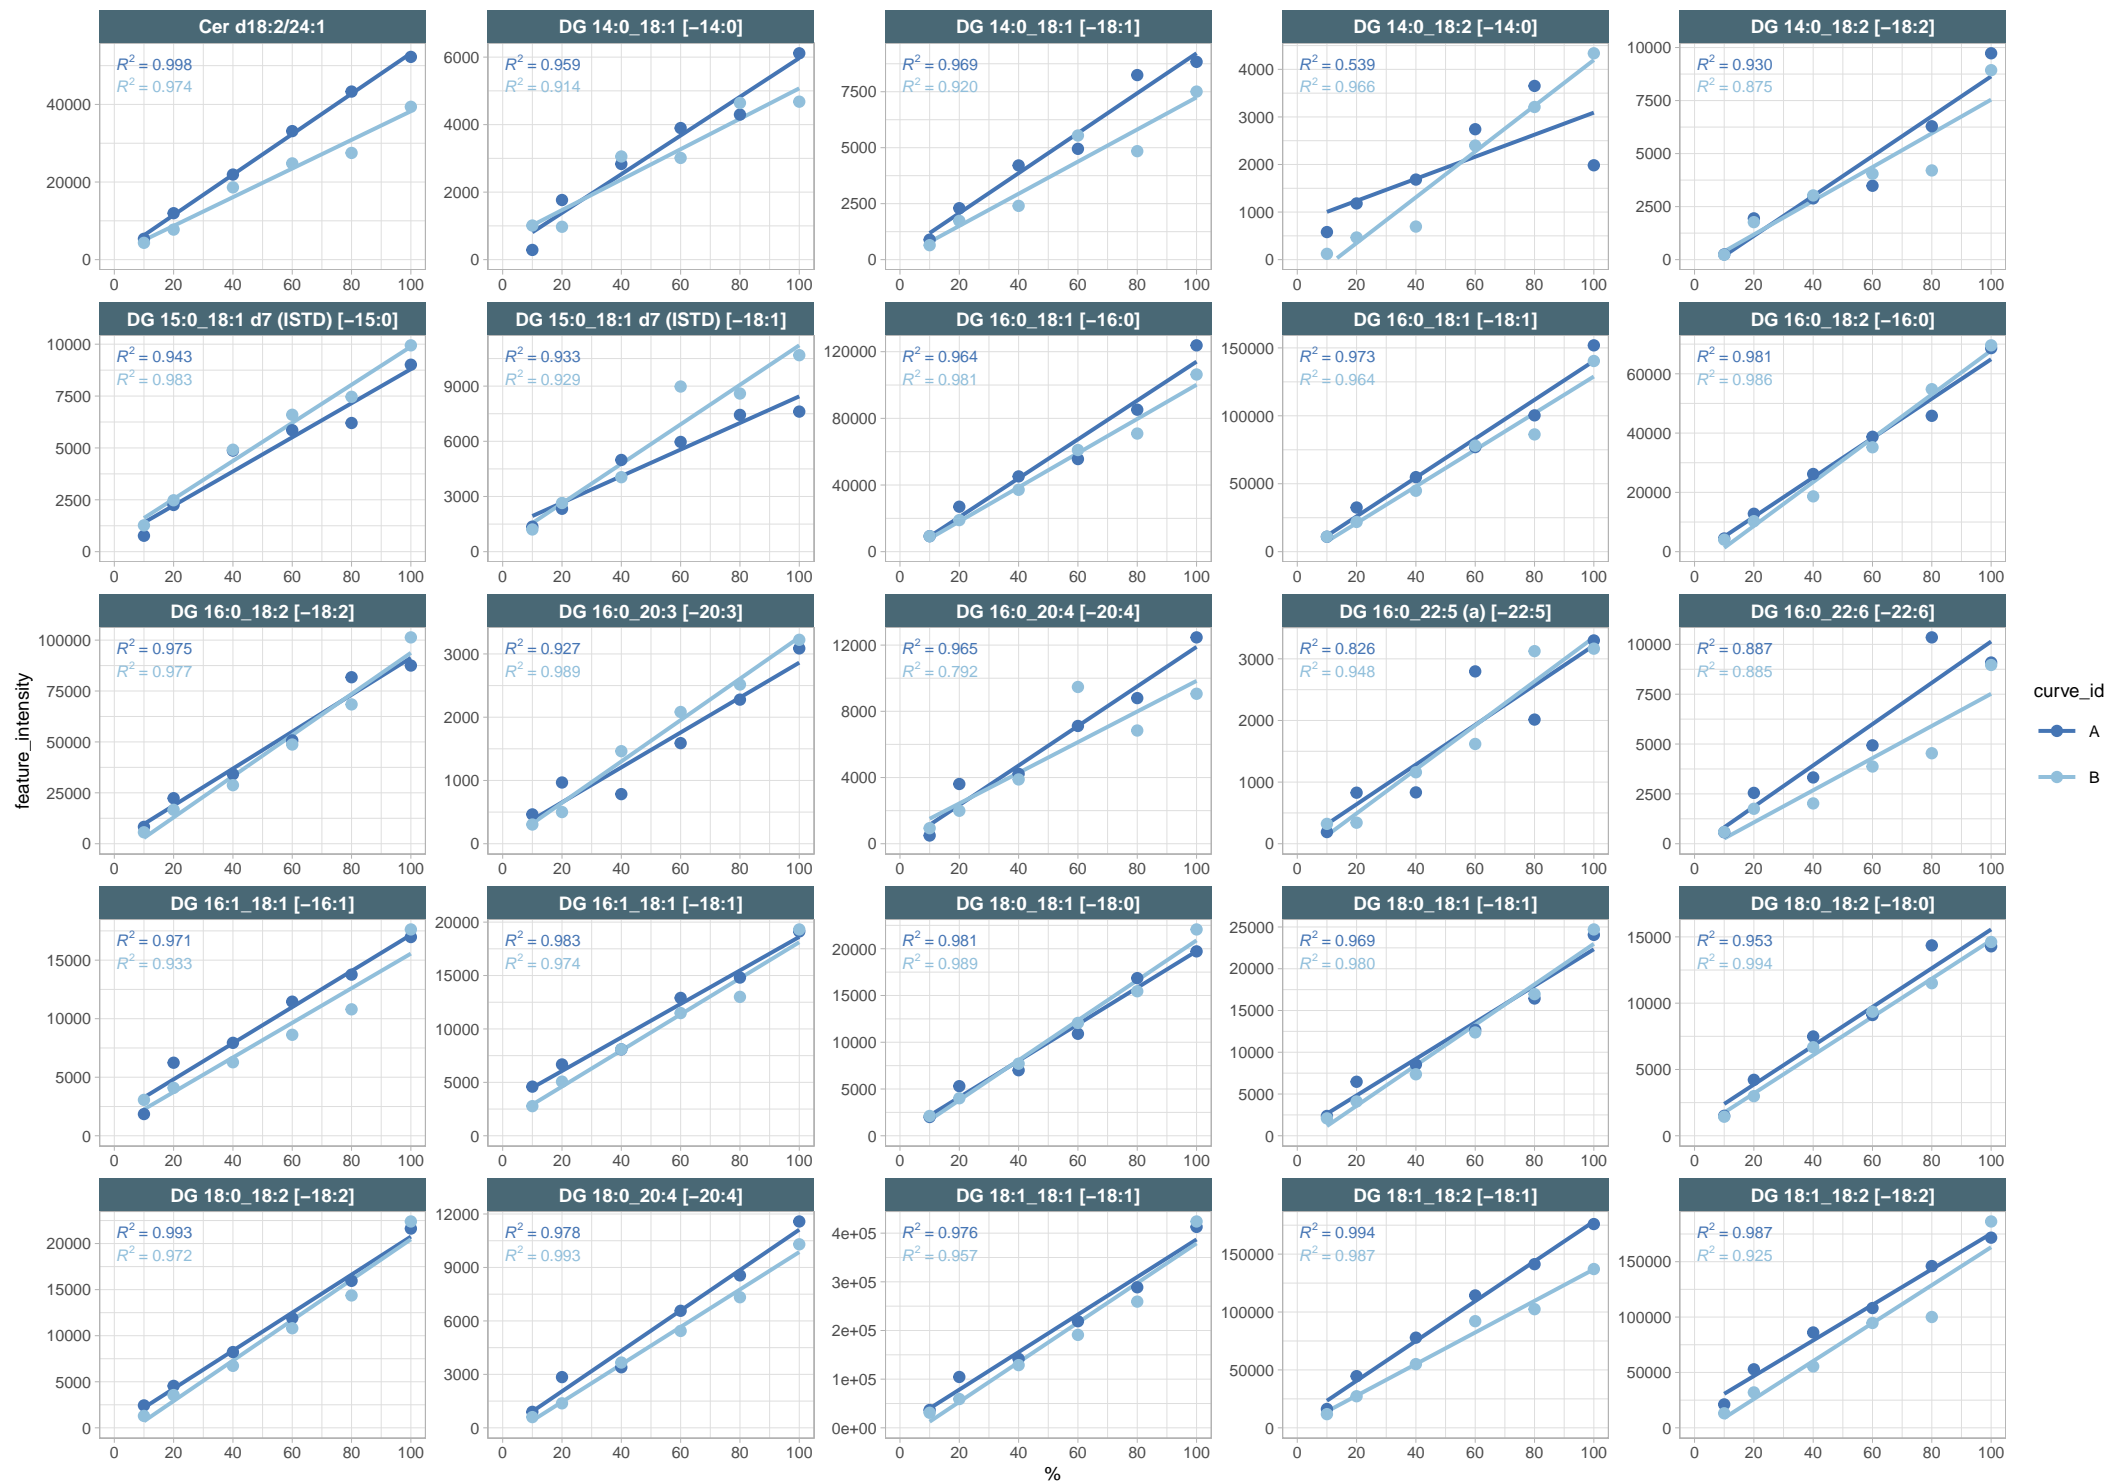 Cer d18:2/24:1
DG 14:0_18:1 [−14:0]
DG 14:0_18:1 [−18:1]
DG 14:0_18:2 [−14:0]
DG 14:0_18:2 [−18:2]
R² = 0.998
R² = 0.974
40000
20000
0
0 20 40 60 80 100
R² = 0.959
R² = 0.914
6000
4000
2000
0
0 20 40 60 80 100
R² = 0.969
R² = 0.920
7500
5000
2500
0
0 20 40 60 80 100
R² = 0.539
R² = 0.966
4000
3000
2000
1000
0
0 20 40 60 80 100
R² = 0.930
R² = 0.875
10000
7500
5000
2500
0
0 20 40 60 80 100
DG 15:0_18:1 d7 (ISTD) [−15:0]
DG 15:0_18:1 d7 (ISTD) [−18:1]
DG 16:0_18:1 [−16:0]
DG 16:0_18:1 [−18:1]
DG 16:0_18:2 [−16:0]
R² = 0.943
R² = 0.983
10000
7500
5000
2500
0
0 20 40 60 80 100
R² = 0.933
R² = 0.929
9000
6000
3000
0
0 20 40 60 80 100
R² = 0.964
R² = 0.981
120000
80000
40000
0
0 20 40 60 80 100
R² = 0.973
R² = 0.964
150000
100000
50000
0
0 20 40 60 80 100
R² = 0.981
R² = 0.986
60000
40000
20000
0
0 20 40 60 80 100
DG 16:0_18:2 [−18:2]
DG 16:0_20:3 [−20:3]
DG 16:0_20:4 [−20:4]
DG 16:0_22:5 (a) [−22:5]
DG 16:0_22:6 [−22:6]
R² = 0.975
R² = 0.977
100000
75000
50000
25000
0
0 20 40 60 80 100
R² = 0.927
R² = 0.989
3000
2000
1000
0
0 20 40 60 80 100
R² = 0.965
R² = 0.792
12000
8000
4000
0
0 20 40 60 80 100
R² = 0.826
R² = 0.948
3000
2000
1000
0
0 20 40 60 80 100
R² = 0.887
R² = 0.885
10000
7500
5000
2500
0
0 20 40 60 80 100
feature_intensity
curve_id
A
B
DG 16:1_18:1 [−16:1]
DG 16:1_18:1 [−18:1]
DG 18:0_18:1 [−18:0]
DG 18:0_18:1 [−18:1]
DG 18:0_18:2 [−18:0]
R² = 0.971
R² = 0.933
15000
10000
5000
0
0 20 40 60 80 100
R² = 0.983
R² = 0.974
20000
15000
10000
5000
0
0 20 40 60 80 100
R² = 0.981
R² = 0.989
20000
15000
10000
5000
0
0 20 40 60 80 100
R² = 0.969
R² = 0.980
25000
20000
15000
10000
5000
0
0 20 40 60 80 100
R² = 0.953
R² = 0.994
15000
10000
5000
0
0 20 40 60 80 100
DG 18:0_18:2 [−18:2]
DG 18:0_20:4 [−20:4]
DG 18:1_18:1 [−18:1]
DG 18:1_18:2 [−18:1]
DG 18:1_18:2 [−18:2]
R² = 0.993
R² = 0.972
20000
15000
10000
5000
0
0 20 40 60 80 100
R² = 0.978
R² = 0.993
12000
9000
6000
3000
0
0 20 40 60 80 100
R² = 0.976
R² = 0.957
4e+05
3e+05
2e+05
1e+05
0e+00
0 20 40 60 80 100
R² = 0.994
R² = 0.987
150000
100000
50000
0
0 20 40 60 80 100
R² = 0.987
R² = 0.925
150000
100000
50000
0
0 20 40 60 80 100
%